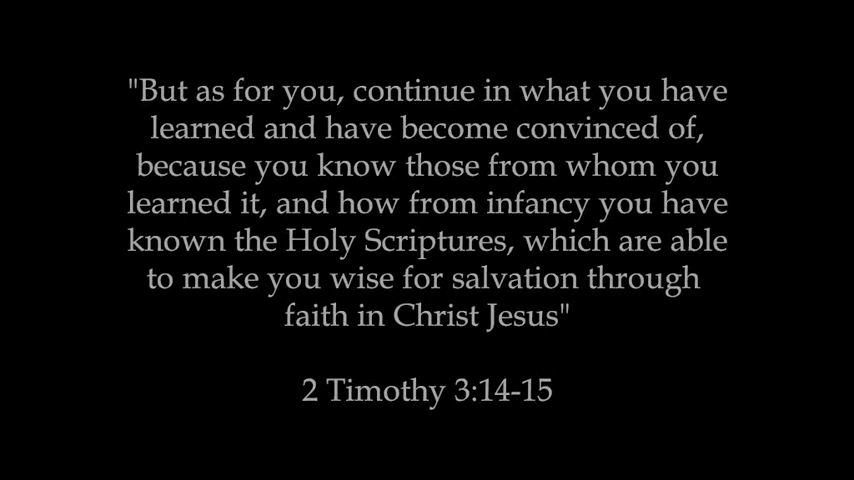 "But as for you, continue in what you have
learned and have become convinced of,
because you know those from whom you
learned it, and how from infancy you have
known the Holy Scriptures, which are able
to make you wise for salvation through
faith in Christ Jesus"
2 Timothy 3:14-15